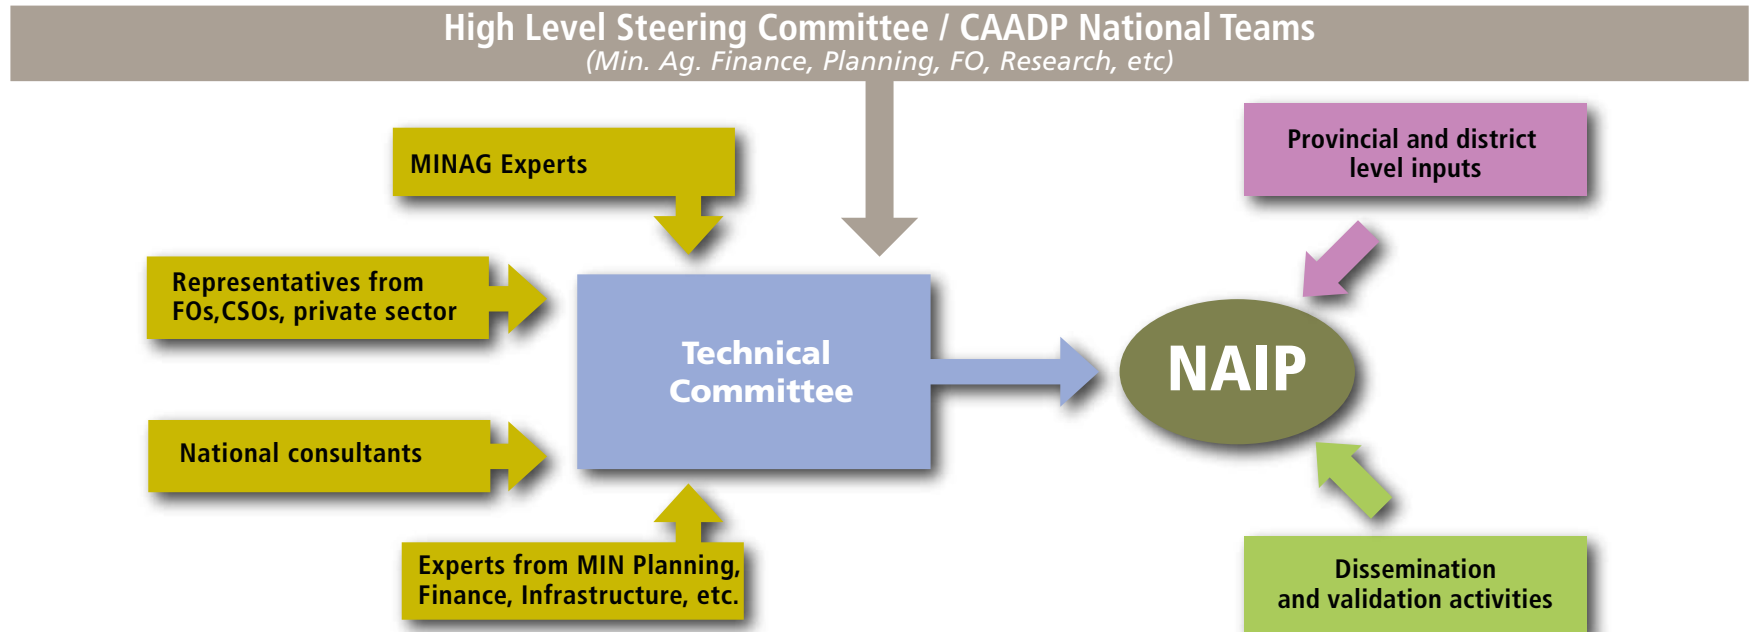 High Level Steering Committee / CAADP National Teams
(Min. Ag. Finance, Planning, FO, Research, etc)
MINAG Experts
Provincial and district
level inputs
Representatives from
FOs,CSOs, private sector
Technical
Committee
NAIP
National consultants
Experts from MIN Planning,
Finance, Infrastructure, etc.
Dissemination
and validation activities